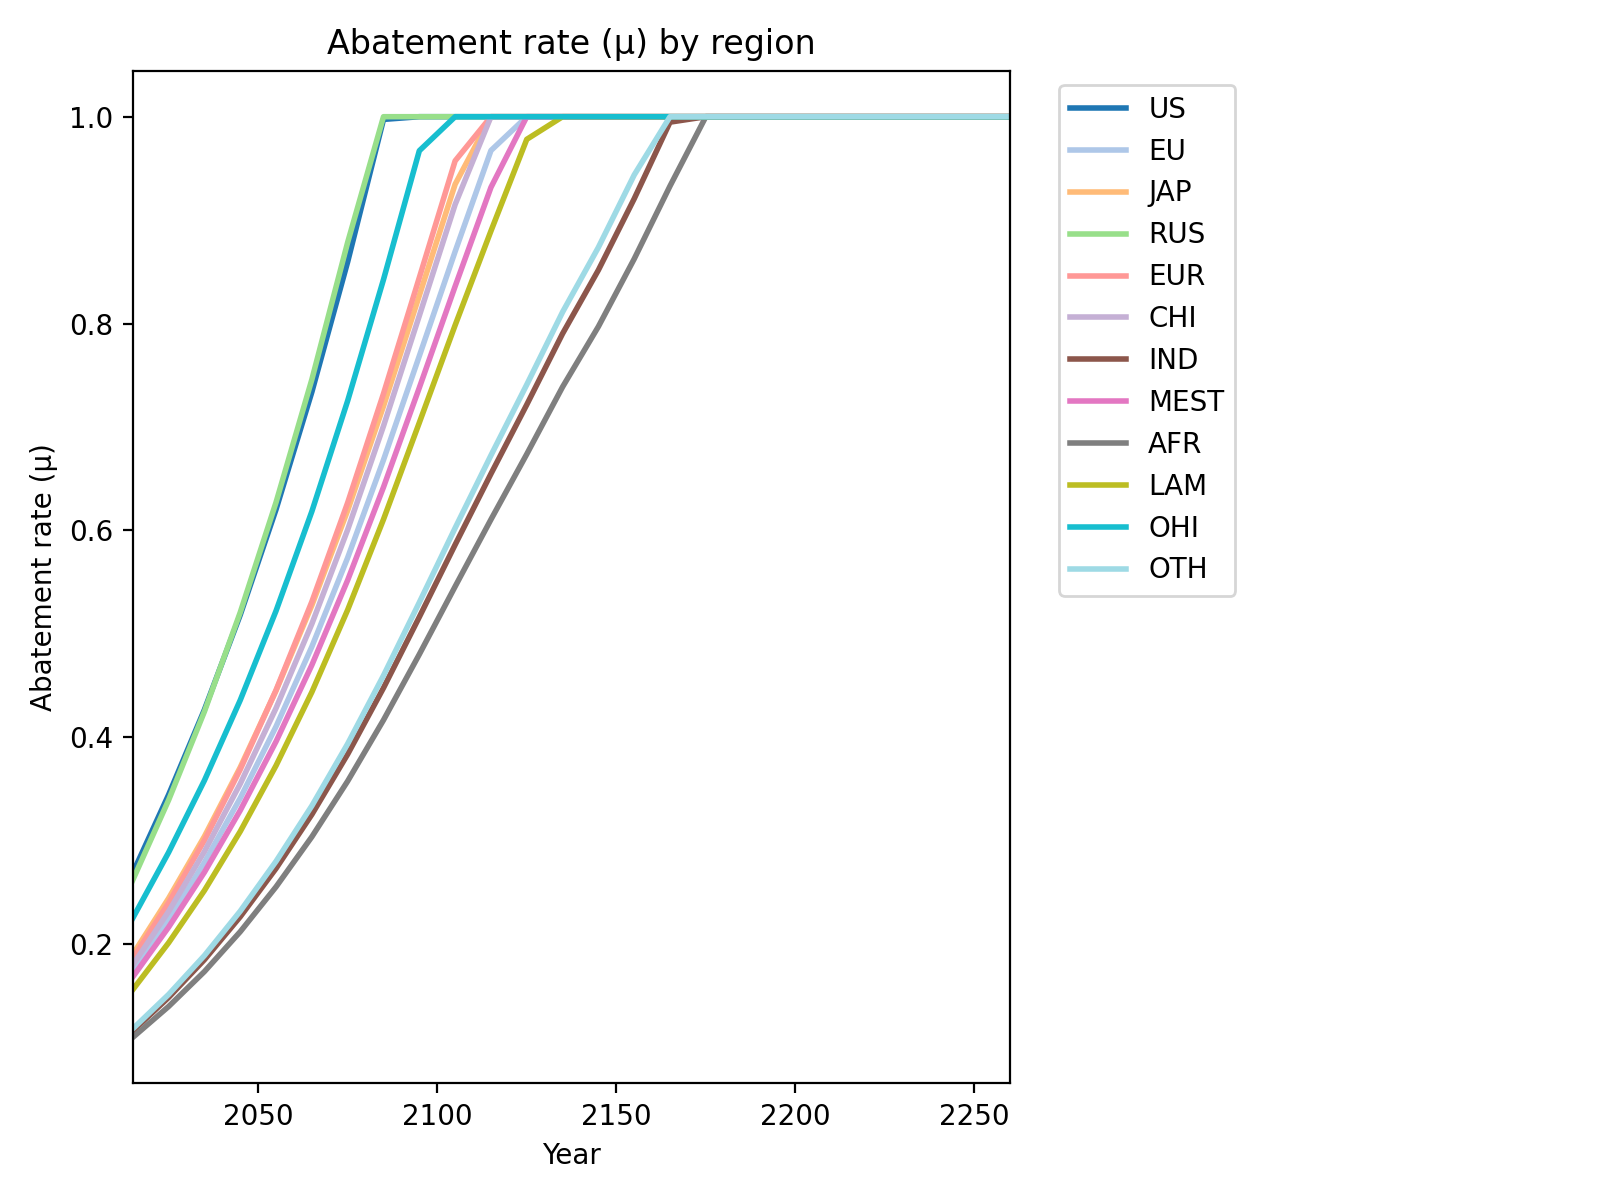 Abatement rate (μ) by region
Abatement rate (μ)
1.0
0.8
0.6
0.4
0.2
2050 2100 2150 2200 2250
Year
US
EU
JAP
RUS
EUR
CHI
IND
MEST
AFR
LAM
OHI
OTH